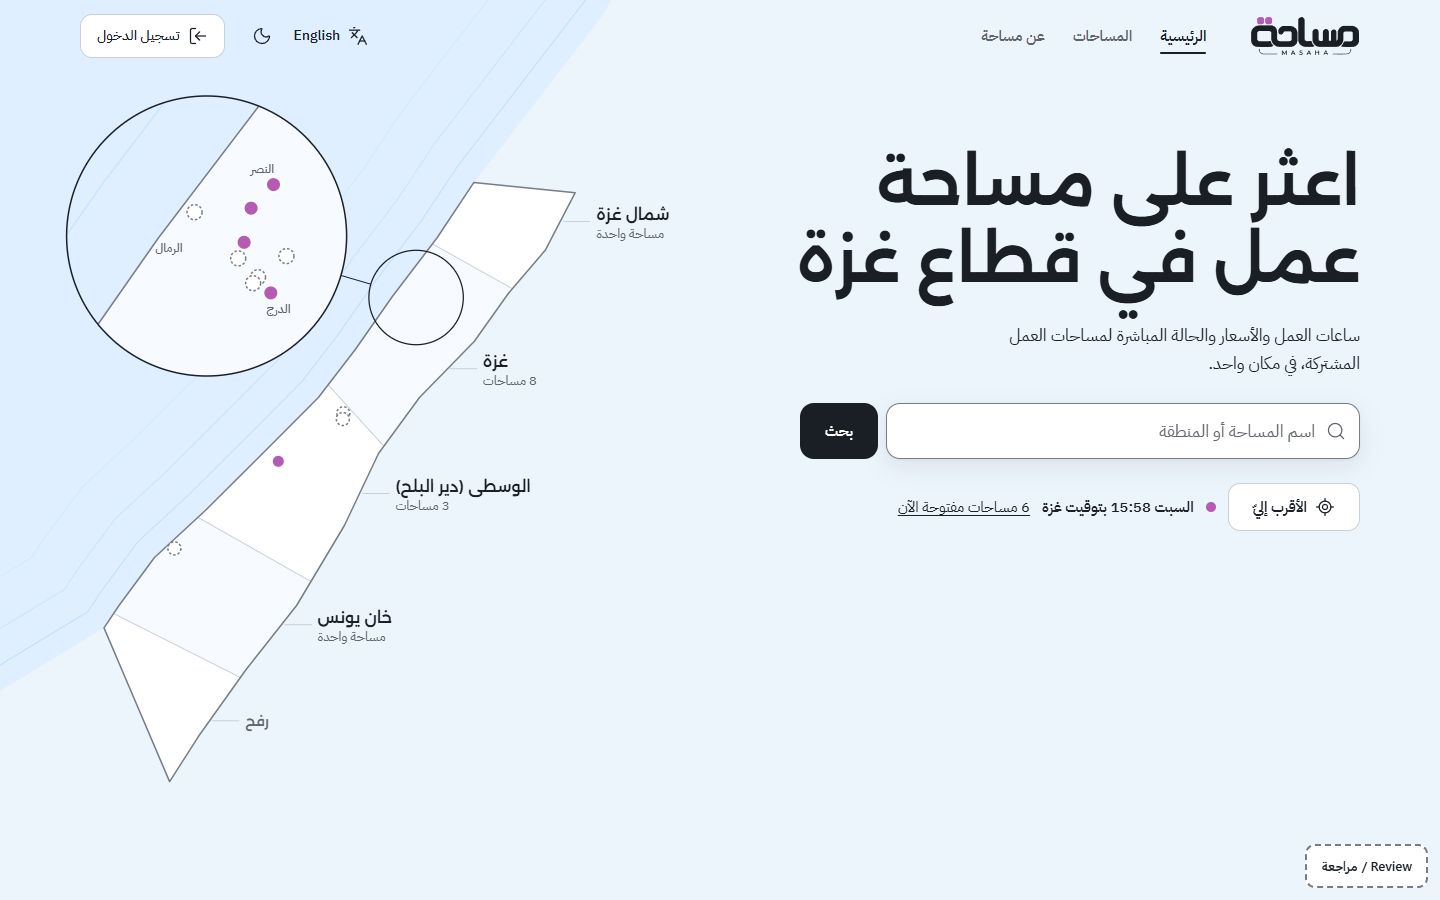 مساحة
MASAHA
الرئيسية
المساحات
عن مساحة
English
تسجيل الدخول
اعثر على مساحة
عمل في قطاع غزة
ساعات العمل والأسعار والحالة المباشرة لمساحات العمل
المشتركة، في مكان واحد.
اسم المساحة أو المنطقة
بحث
الأقرب إليّ
السبت 15:58 بتوقيت غزة
6 مساحات مفتوحة الآن
النصر
الرمال
الدرج
شمال غزة
مساحة واحدة
غزة
8 مساحات
الوسطى (دير البلح)
3 مساحات
خان يونس
مساحة واحدة
رفح
مراجعة / Review